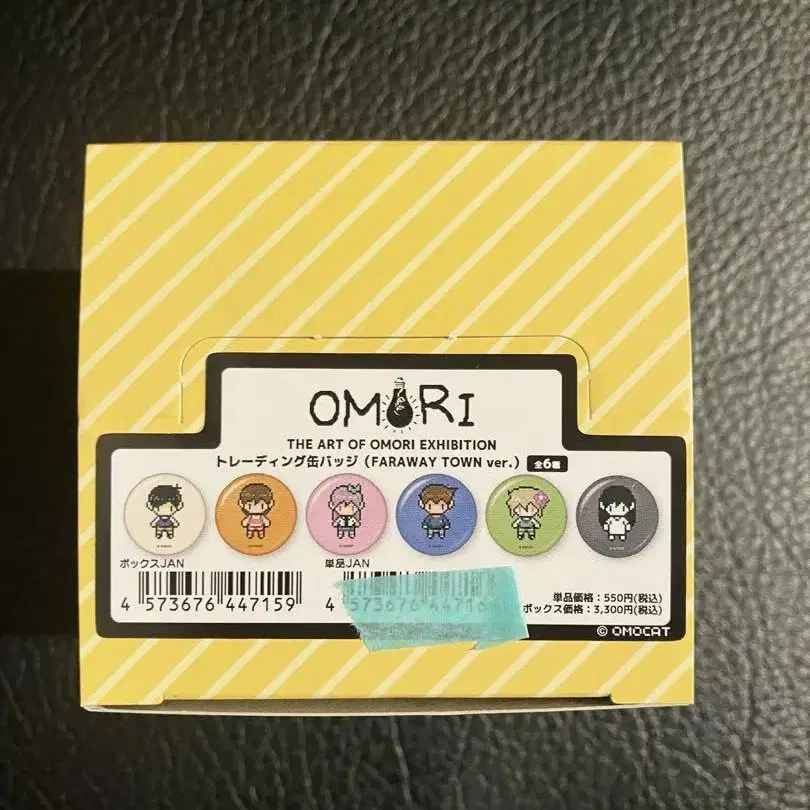 OMORI
THE ART OF OMORI EXHIBITION
トレーディング缶バッジ（FARAWAY TOWN ver.） 全6種
ボックスJAN
単品JAN
4 573676 447159
4 573676 44716
単品価格：550円(税込)
ボックス価格：3,300円(税込)
© OMOCAT